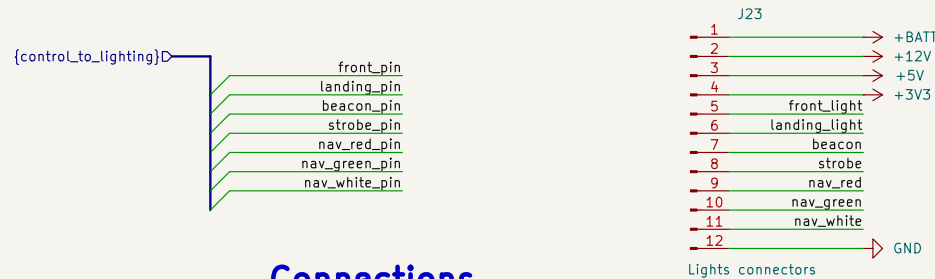 {control_to_lighting}
front_pin
landing_pin
beacon_pin
strobe_pin
nav_red_pin
nav_green_pin
nav_white_pin
Connections
J23
1 +BATT
2 +12V
3 +5V
4 +3V3
5 front_light
6 landing_light
7 beacon
8 strobe
9 nav_red
10 nav_green
11 nav_white
12 GND
Lights connectors